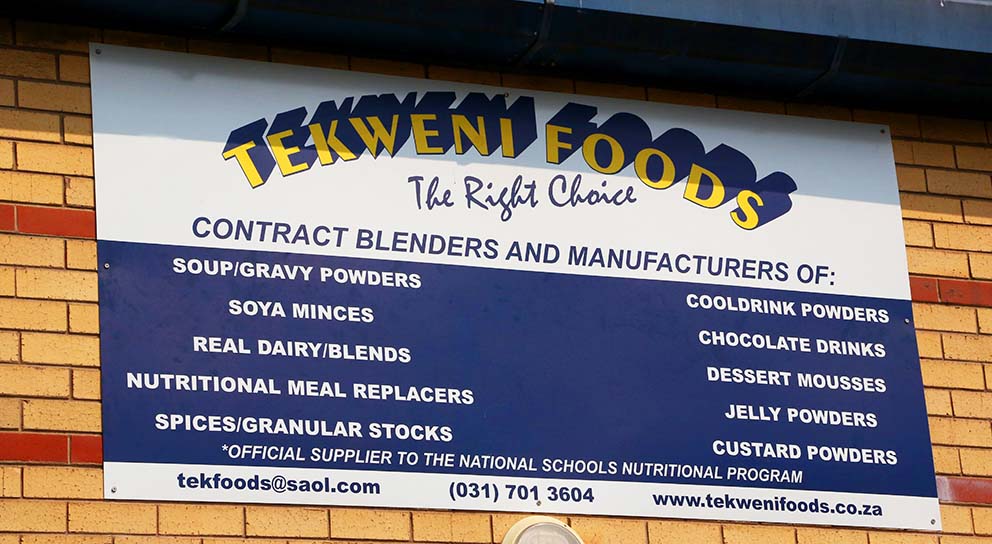 TEKWENI FOODS
The Right Choice
CONTRACT BLENDERS AND MANUFACTURERS OF:
SOUP/GRAVY POWDERS
SOYA MINCES
REAL DAIRY/BLENDS
NUTRITIONAL MEAL REPLACERS
SPICES/GRANULAR STOCKS
COOLDRINK POWDERS
CHOCOLATE DRINKS
DESSERT MOUSSES
JELLY POWDERS
CUSTARD POWDERS
*OFFICIAL SUPPLIER TO THE NATIONAL SCHOOLS NUTRITIONAL PROGRAM
tekfoods@saol.com (031) 701 3604 www.tekwenifoods.co.za